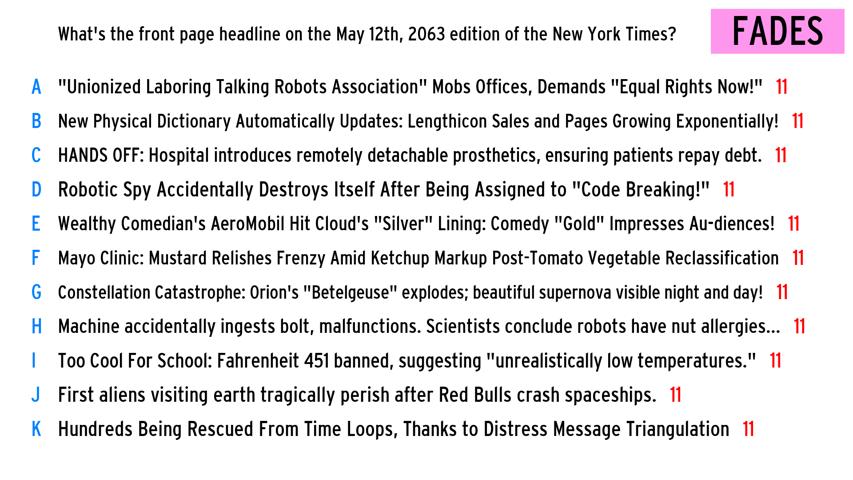 What's the front page headline on the May 12th, 2063 edition of the New York Times? FADES
A "Unionized Laboring Talking Robots Association" Mobs Offices, Demands "Equal Rights Now!" 11
B New Physical Dictionary Automatically Updates: Lengthicon Sales and Pages Growing Exponentially! 11
C HANDS OFF: Hospital introduces remotely detachable prosthetics, ensuring patients repay debt. 11
D Robotic Spy Accidentally Destroys Itself After Being Assigned to "Code Breaking!" 11
E Wealthy Comedian's AeroMobil Hit Cloud's "Silver" Lining: Comedy "Gold" Impresses Au-diences! 11
F Mayo Clinic: Mustard Relishes Frenzy Amid Ketchup Markup Post-Tomato Vegetable Reclassification 11
G Constellation Catastrophe: Orion's "Betelgeuse" explodes; beautiful supernova visible night and day! 11
H Machine accidentally ingests bolt, malfunctions. Scientists conclude robots have nut allergies... 11
I Too Cool For School: Fahrenheit 451 banned, suggesting "unrealistically low temperatures." 11
J First aliens visiting earth tragically perish after Red Bulls crash spaceships. 11
K Hundreds Being Rescued From Time Loops, Thanks to Distress Message Triangulation 11